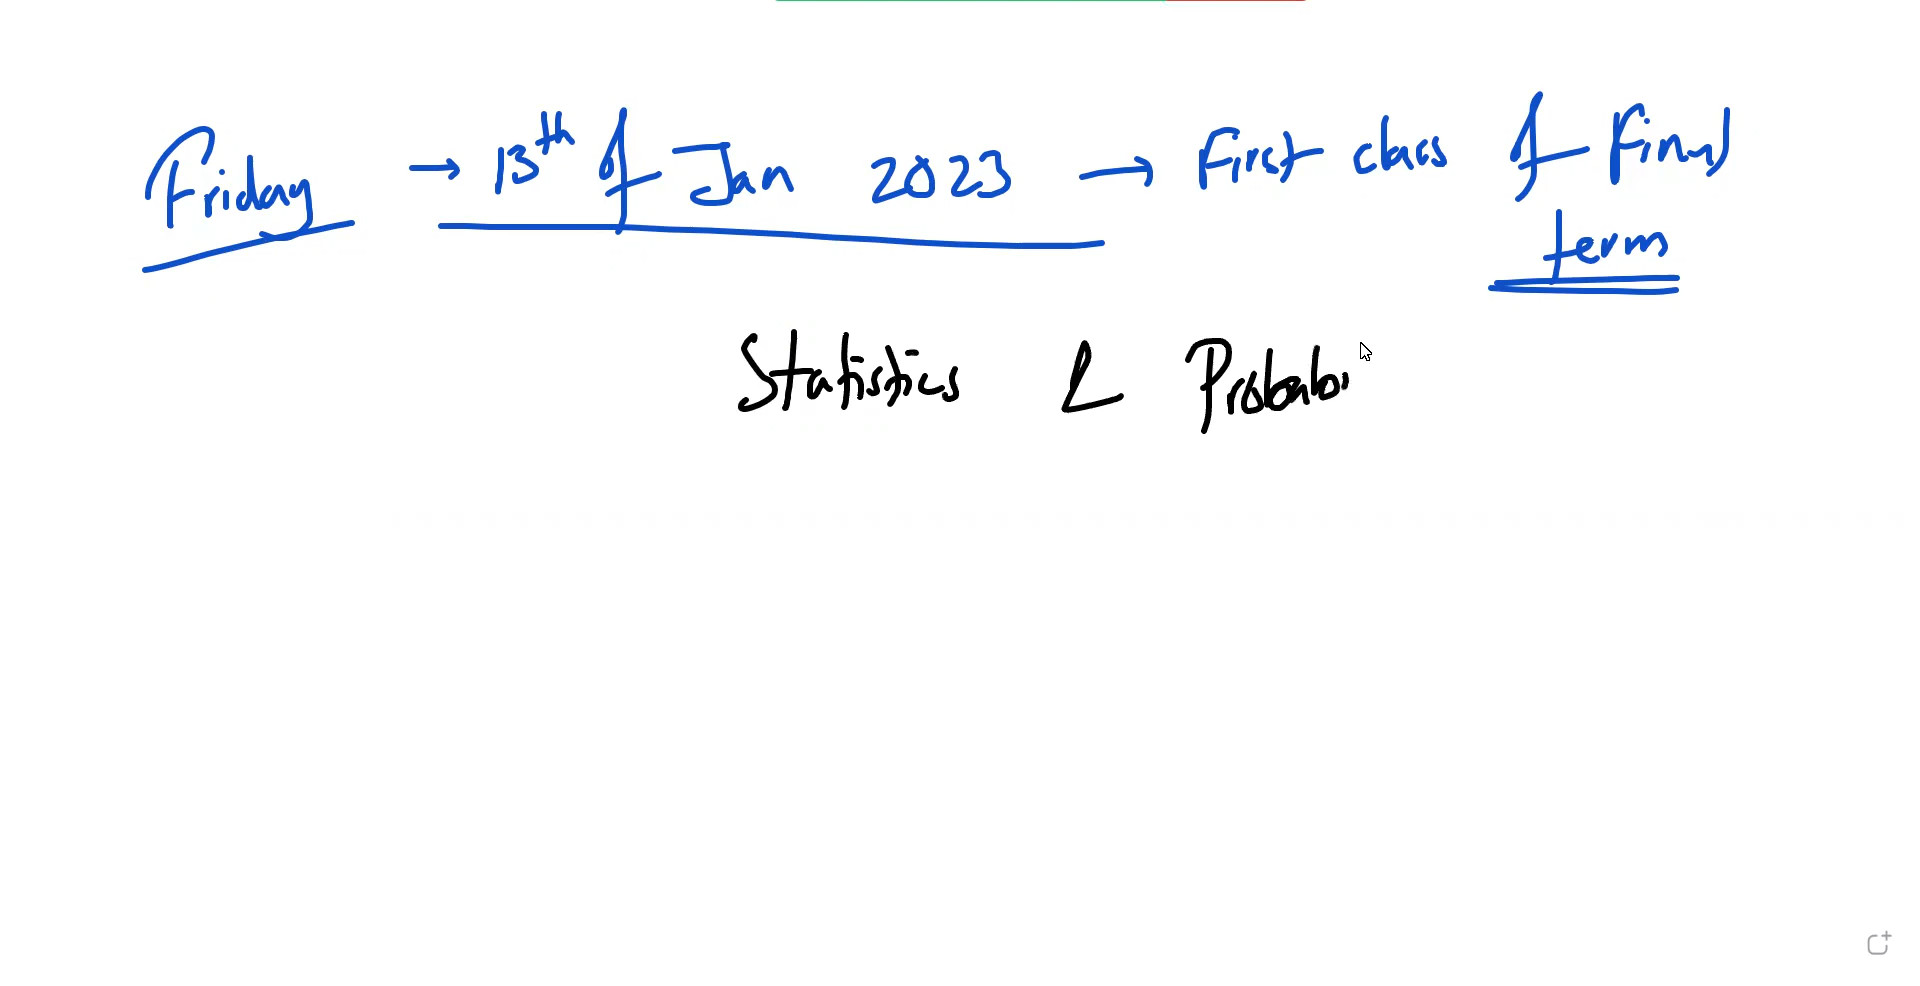 Friday → 13th of Jan 2023 → First class of Final
term
Statistics & Probabi